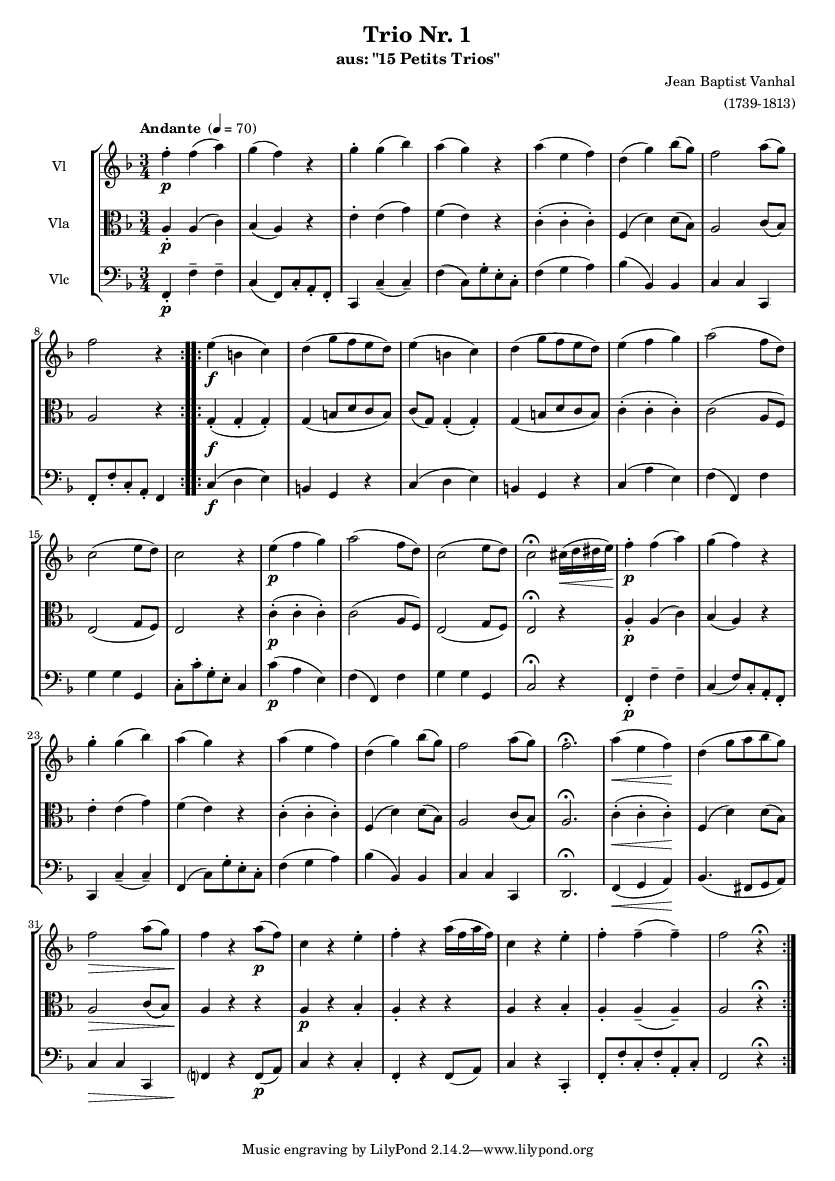 Trio Nr. 1
aus: "15 Petits Trios"
Jean Baptist Vanhal
(1739-1813)
Andante (♩ = 70)
Vl
p
Vla
p
Vlc
p
8
f
f
f
15
p
p
p
p
p
p
23
31
p
p
p
Music engraving by LilyPond 2.14.2—www.lilypond.org